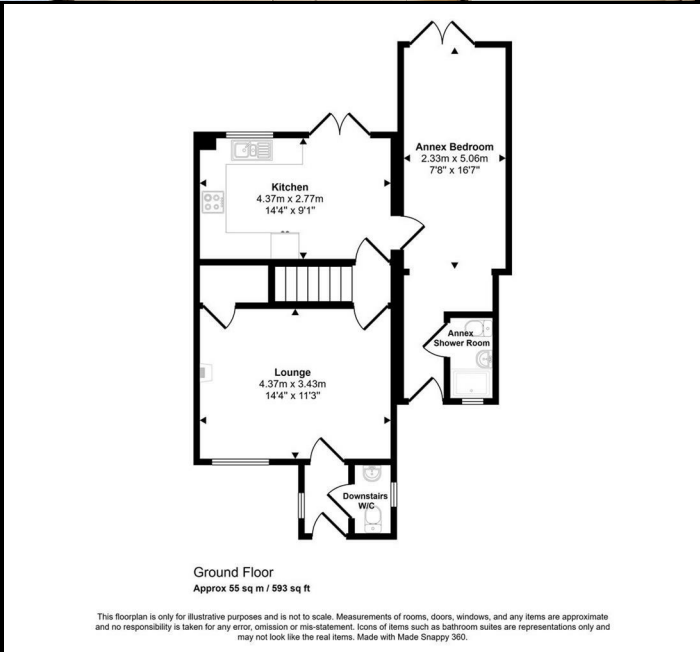 Annex Bedroom
2.33m x 5.06m
7'8" x 16'7"
Kitchen
4.37m x 2.77m
14'4" x 9'1"
Annex
Shower Room
Lounge
4.37m x 3.43m
14'4" x 11'3"
Downstairs
W/C
Ground Floor
Approx 55 sq m / 593 sq ft
This floorplan is only for illustrative purposes and is not to scale. Measurements of rooms, doors, windows, and any items are approximate
and no responsibility is taken for any error, omission or mis-statement. Icons of items such as bathroom suites are representations only and
may not look like the real items. Made with Made Snappy 360.